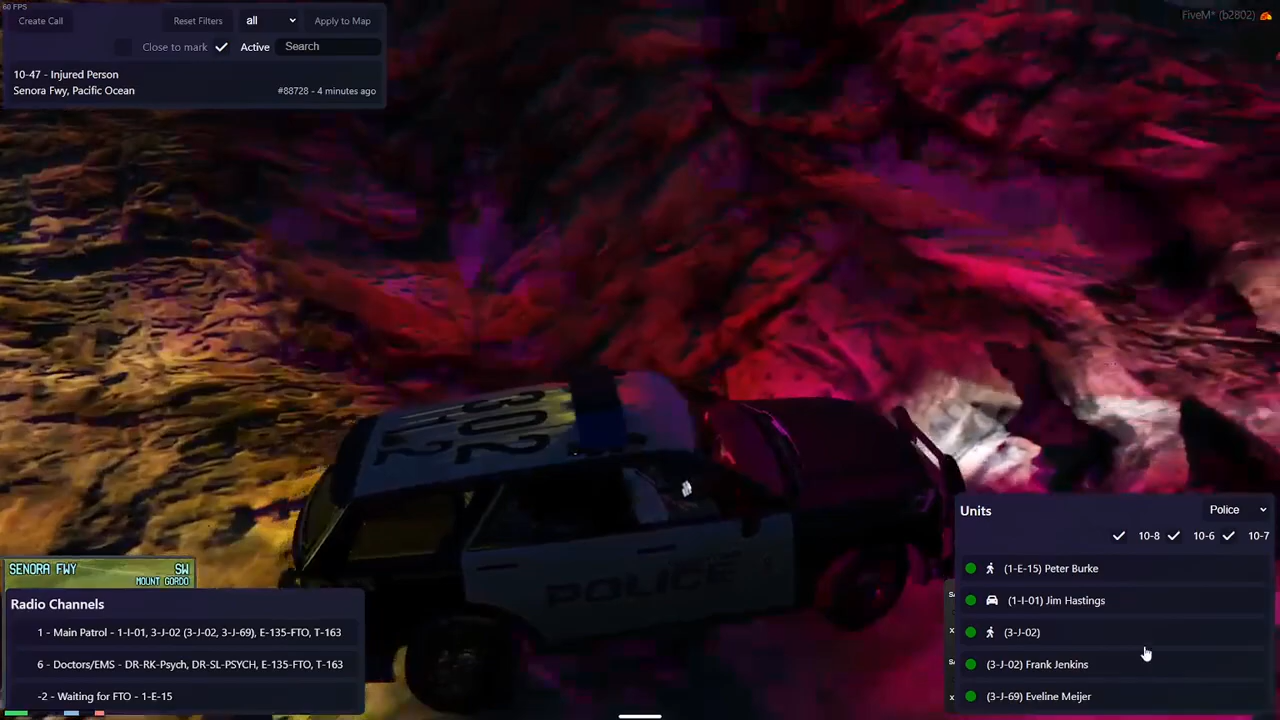 60 FPS
Create Call
Reset Filters
all
Apply to Map
FiveM* (b2802)
Close to mark
Active
Search
10-47 - Injured Person
Senora Fwy, Pacific Ocean
#88728 - 4 minutes ago
302
POLICE
Units
Police
10-8
10-6
10-7
(1-E-15) Peter Burke
(1-I-01) Jim Hastings
(3-J-02)
(3-J-02) Frank Jenkins
(3-J-69) Eveline Meijer
SENORA FWY
SW
MOUNT GORDO
Radio Channels
1 - Main Patrol - 1-I-01, 3-J-02 (3-J-02, 3-J-69), E-135-FTO, T-163
6 - Doctors/EMS - DR-RK-Psych, DR-SL-PSYCH, E-135-FTO, T-163
-2 - Waiting for FTO - 1-E-15